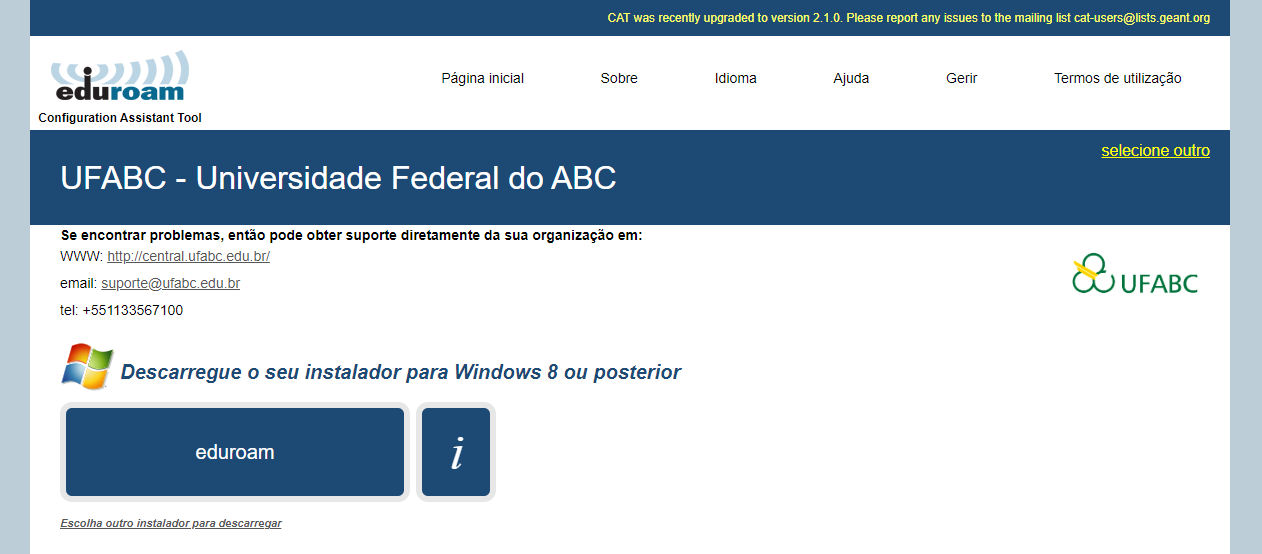 CAT was recently upgraded to version 2.1.0. Please report any issues to the mailing list cat-users@lists.geant.org
eduroam
Configuration Assistant Tool
Página inicial Sobre Idioma Ajuda Gerir Termos de utilização
selecione outro
UFABC - Universidade Federal do ABC
Se encontrar problemas, então pode obter suporte diretamente da sua organização em:
WWW: http://central.ufabc.edu.br/
email: suporte@ufabc.edu.br
tel: +551133567100
UFABC
Descarregue o seu instalador para Windows 8 ou posterior
eduroam i
Escolha outro instalador para descarregar